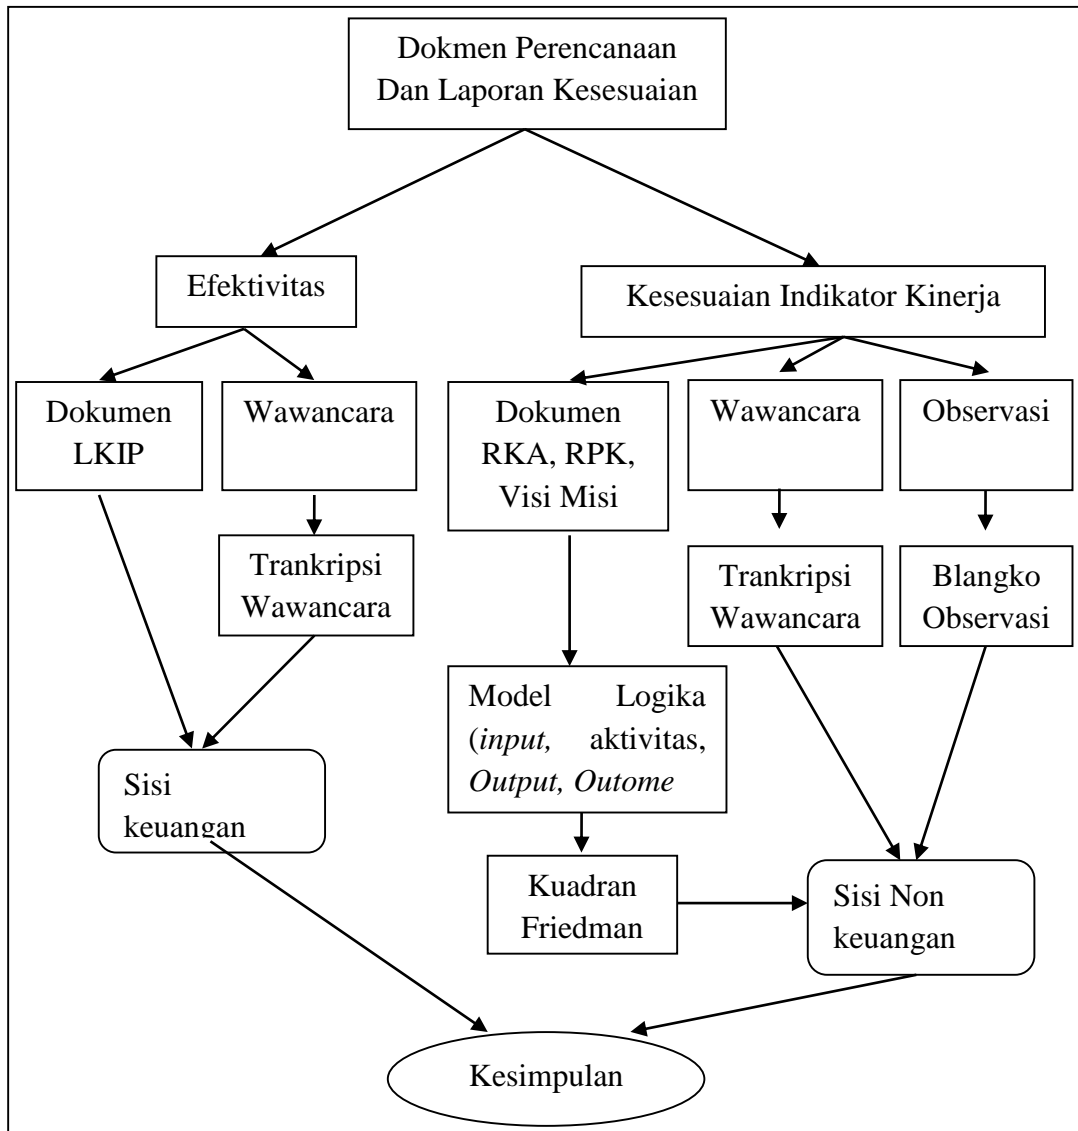 Dokmen Perencanaan
Dan Laporan Kesesuaian
Efektivitas
Kesesuaian Indikator Kinerja
Dokumen
LKIP
Wawancara
Dokumen
RKA, RPK,
Visi Misi
Wawancara
Observasi
Trankripsi
Wawancara
Trankripsi
Wawancara
Blangko
Observasi
Model Logika
(input, aktivitas,
Output, Outome
Sisi
keuangan
Kuadran
Friedman
Sisi Non
keuangan
Kesimpulan